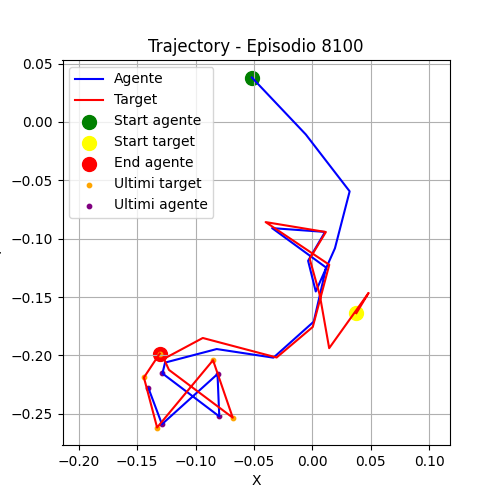 Trajectory - Episodio 8100
0.05
0.00
−0.05
−0.10
−0.15
−0.20
−0.25
Agente
Target
Start agente
Start target
End agente
Ultimi target
Ultimi agente
−0.20 −0.15 −0.10 −0.05 0.00 0.05 0.10
X